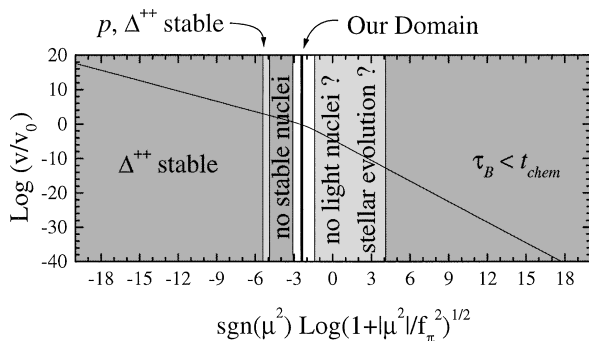 p, Δ⁺⁺ stable
Our Domain
Log (v/v₀)
20
10
0
-10
-20
-30
-40
Δ⁺⁺ stable
no stable nuclei
no light nuclei ?
stellar evolution ?
τ_B < t_chem
-18 -15 -12 -9 -6 -3 0 3 6 9 12 15 18
sgn(μ²) Log(1+|μ²|/f_π²)^1/2